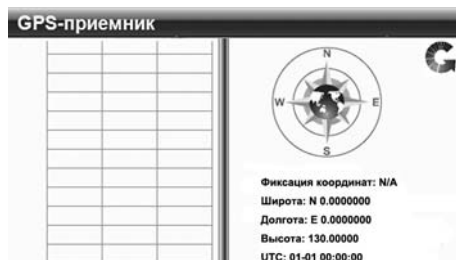 GPS-приемник
N
W
E
S
Фиксация координат: N/A
Широта: N 0.0000000
Долгота: E 0.0000000
Высота: 130.00000
UTC: 01-01 00:00:00